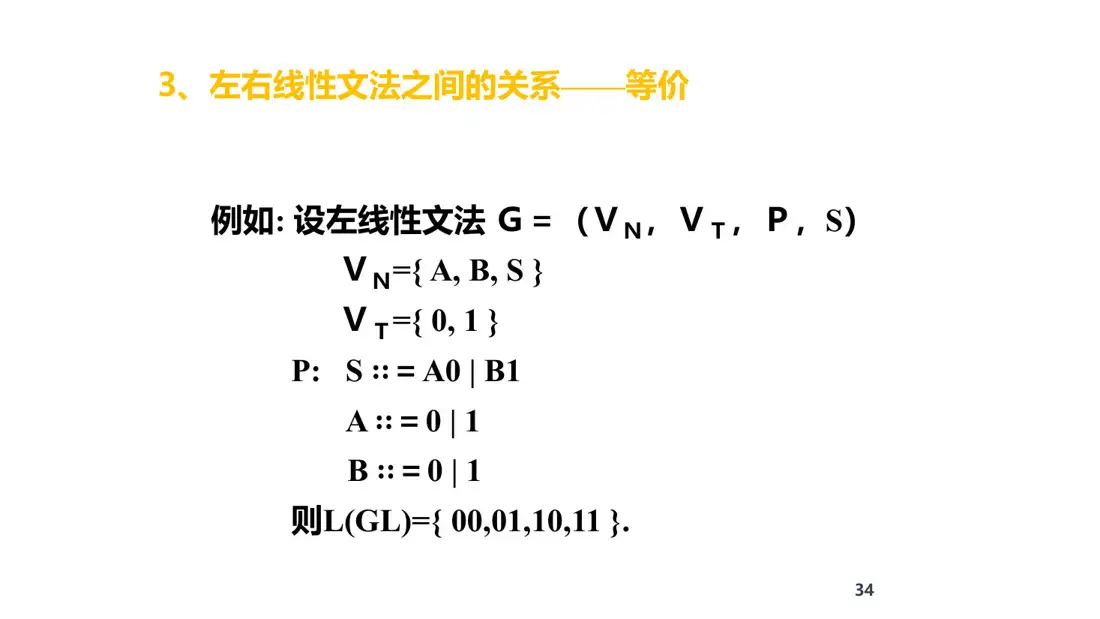 3、左右线性文法之间的关系——等价
例如: 设左线性文法 G =（V N，V T，P，S）
V N={ A, B, S }
V T={ 0, 1 }
P: S ∷＝A0 | B1
A ∷＝0 | 1
B ∷＝0 | 1
则L(GL)={ 00,01,10,11 }.
34